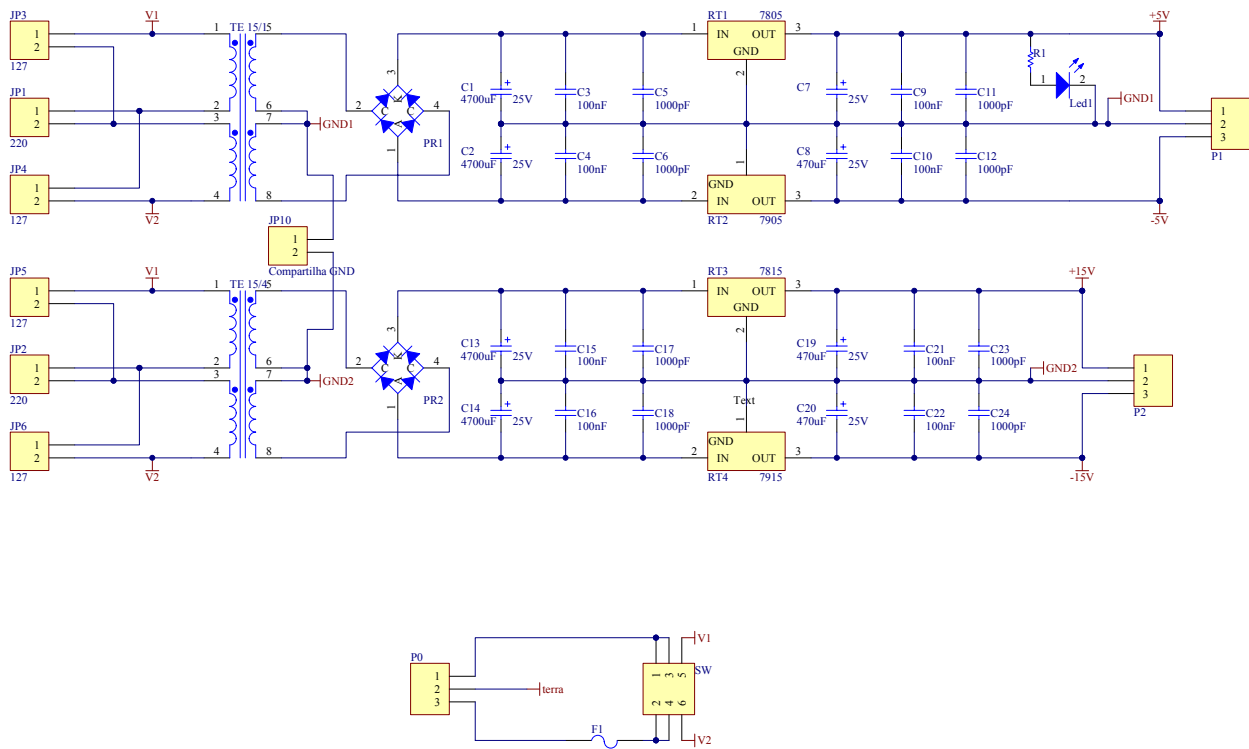 JP3
1
2
127
V1
1
TE 15/1
5
JP1
1
2
220
2
3
6
7
GND1
JP4
1
2
127
4
V2
8
3
2
4
1
K
C
C
A
PR1
C1
4700uF
+
25V
C3
100nF
C5
1000pF
C2
4700uF
+
25V
C4
100nF
C6
1000pF
RT1
7805
1
IN
OUT
GND
3
2
1
GND
IN
OUT
2
3
RT2
7905
C7
+
470uF
25V
C9
100nF
C11
1000pF
C8
470uF
+
25V
C10
100nF
C12
1000pF
R1
1
2
Led1
GND1
+5V
-5V
1
2
3
P1
JP10
1
2
Compartilha GND
JP5
1
2
127
V1
1
TE 15/4
5
JP2
1
2
220
2
3
6
7
GND2
JP6
1
2
127
4
V2
8
3
2
4
1
K
C
C
A
PR2
C13
4700uF
+
25V
C15
100nF
C17
1000pF
C14
4700uF
+
25V
C16
100nF
C18
1000pF
RT3
7815
1
IN
OUT
GND
3
2
Text
1
GND
IN
OUT
2
3
RT4
7915
C19
470uF
+
25V
C21
100nF
C23
1000pF
C20
470uF
+
25V
C22
100nF
C24
1000pF
+15V
GND2
-15V
1
2
3
P2
P0
1
2
3
terra
F1
V1
SW
1
3
5
2
4
6
V2